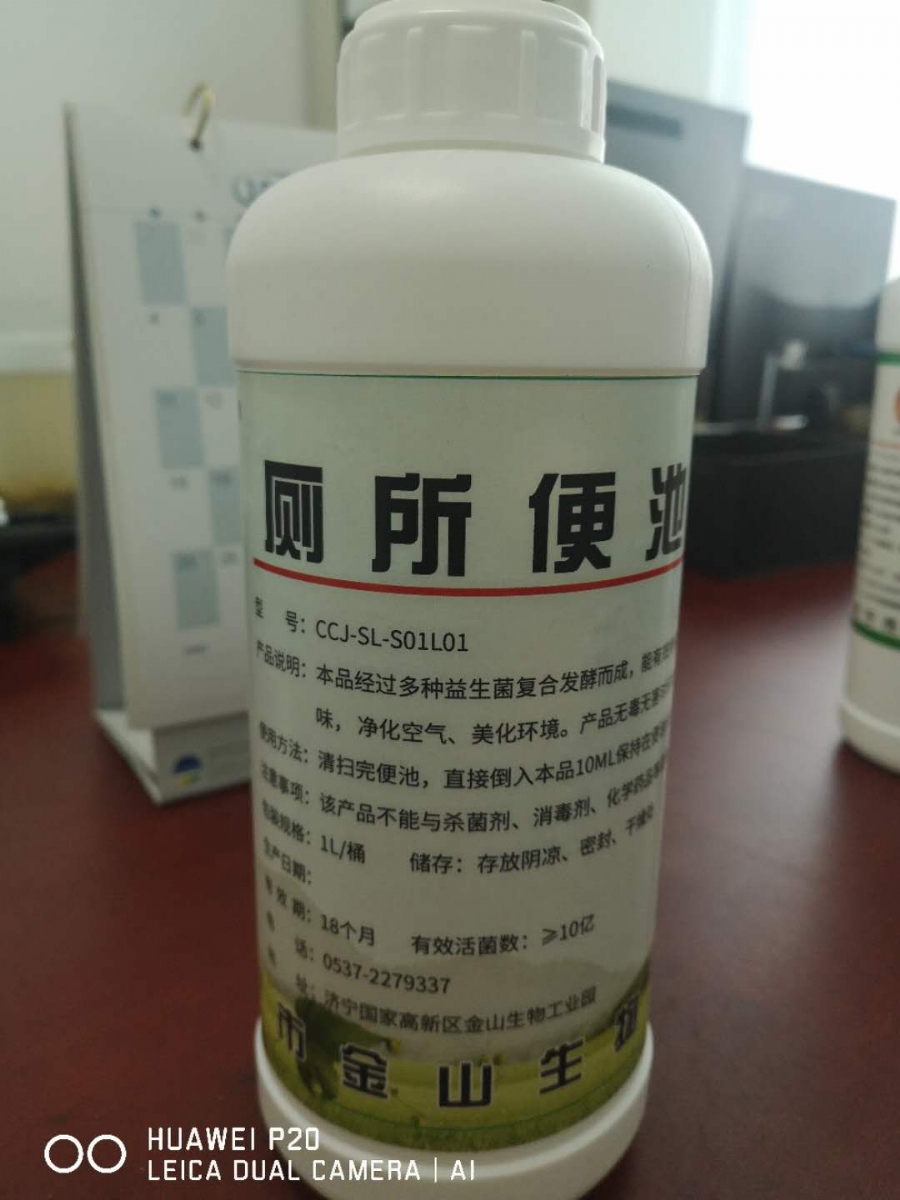 厕所便池
型 号：CCJ-SL-S01L01
产品说明：本品经过多种益生菌复合发酵而成，能有
味，净化空气、美化环境。产品无毒无害
使用方法：清扫完便池，直接倒入本品10ML保持在
注意事项：该产品不能与杀菌剂、消毒剂、化学药品
包装规格：1L/桶 储存：存放阴凉、密封、干燥处
生产日期：
有 效 期：18个月 有效活菌数：≥10亿
电 话：0537-2279337
地 址：济宁国家高新区金山生物工业园
市金山生物
HUAWEI P20
LEICA DUAL CAMERA | AI